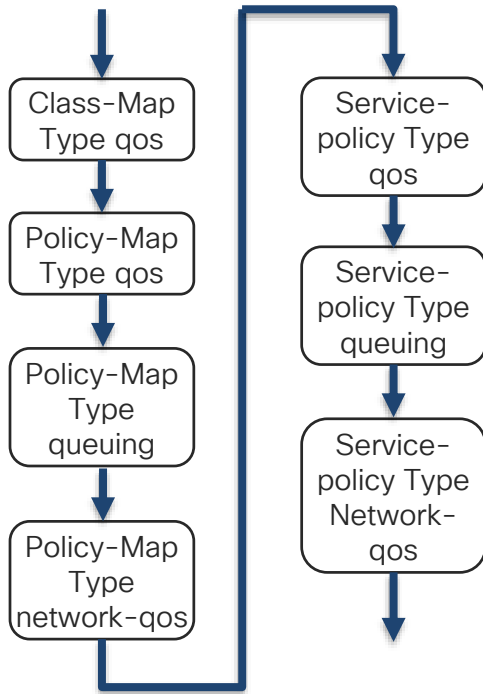 Class-Map
Type qos
Policy-Map
Type qos
Policy-Map
Type
queuing
Policy-Map
Type
network-qos
Service-
policy Type
qos
Service-
policy Type
queuing
Service-
policy Type
Network-
qos